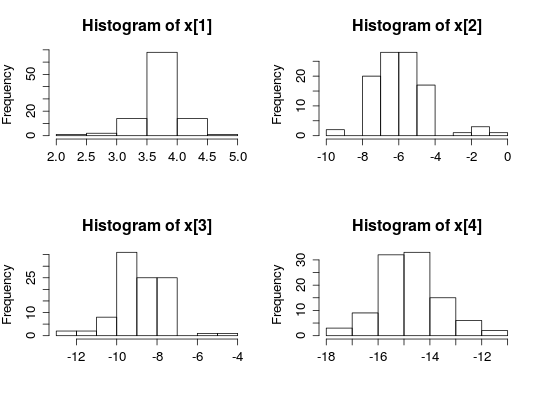 Histogram of x[1]
Frequency
0 20 50
2.0 2.5 3.0 3.5 4.0 4.5 5.0
Histogram of x[2]
Frequency
0 10 20
-10 -8 -6 -4 -2 0
Histogram of x[3]
Frequency
0 10 25
-12 -10 -8 -6 -4
Histogram of x[4]
Frequency
0 10 20 30
-18 -16 -14 -12